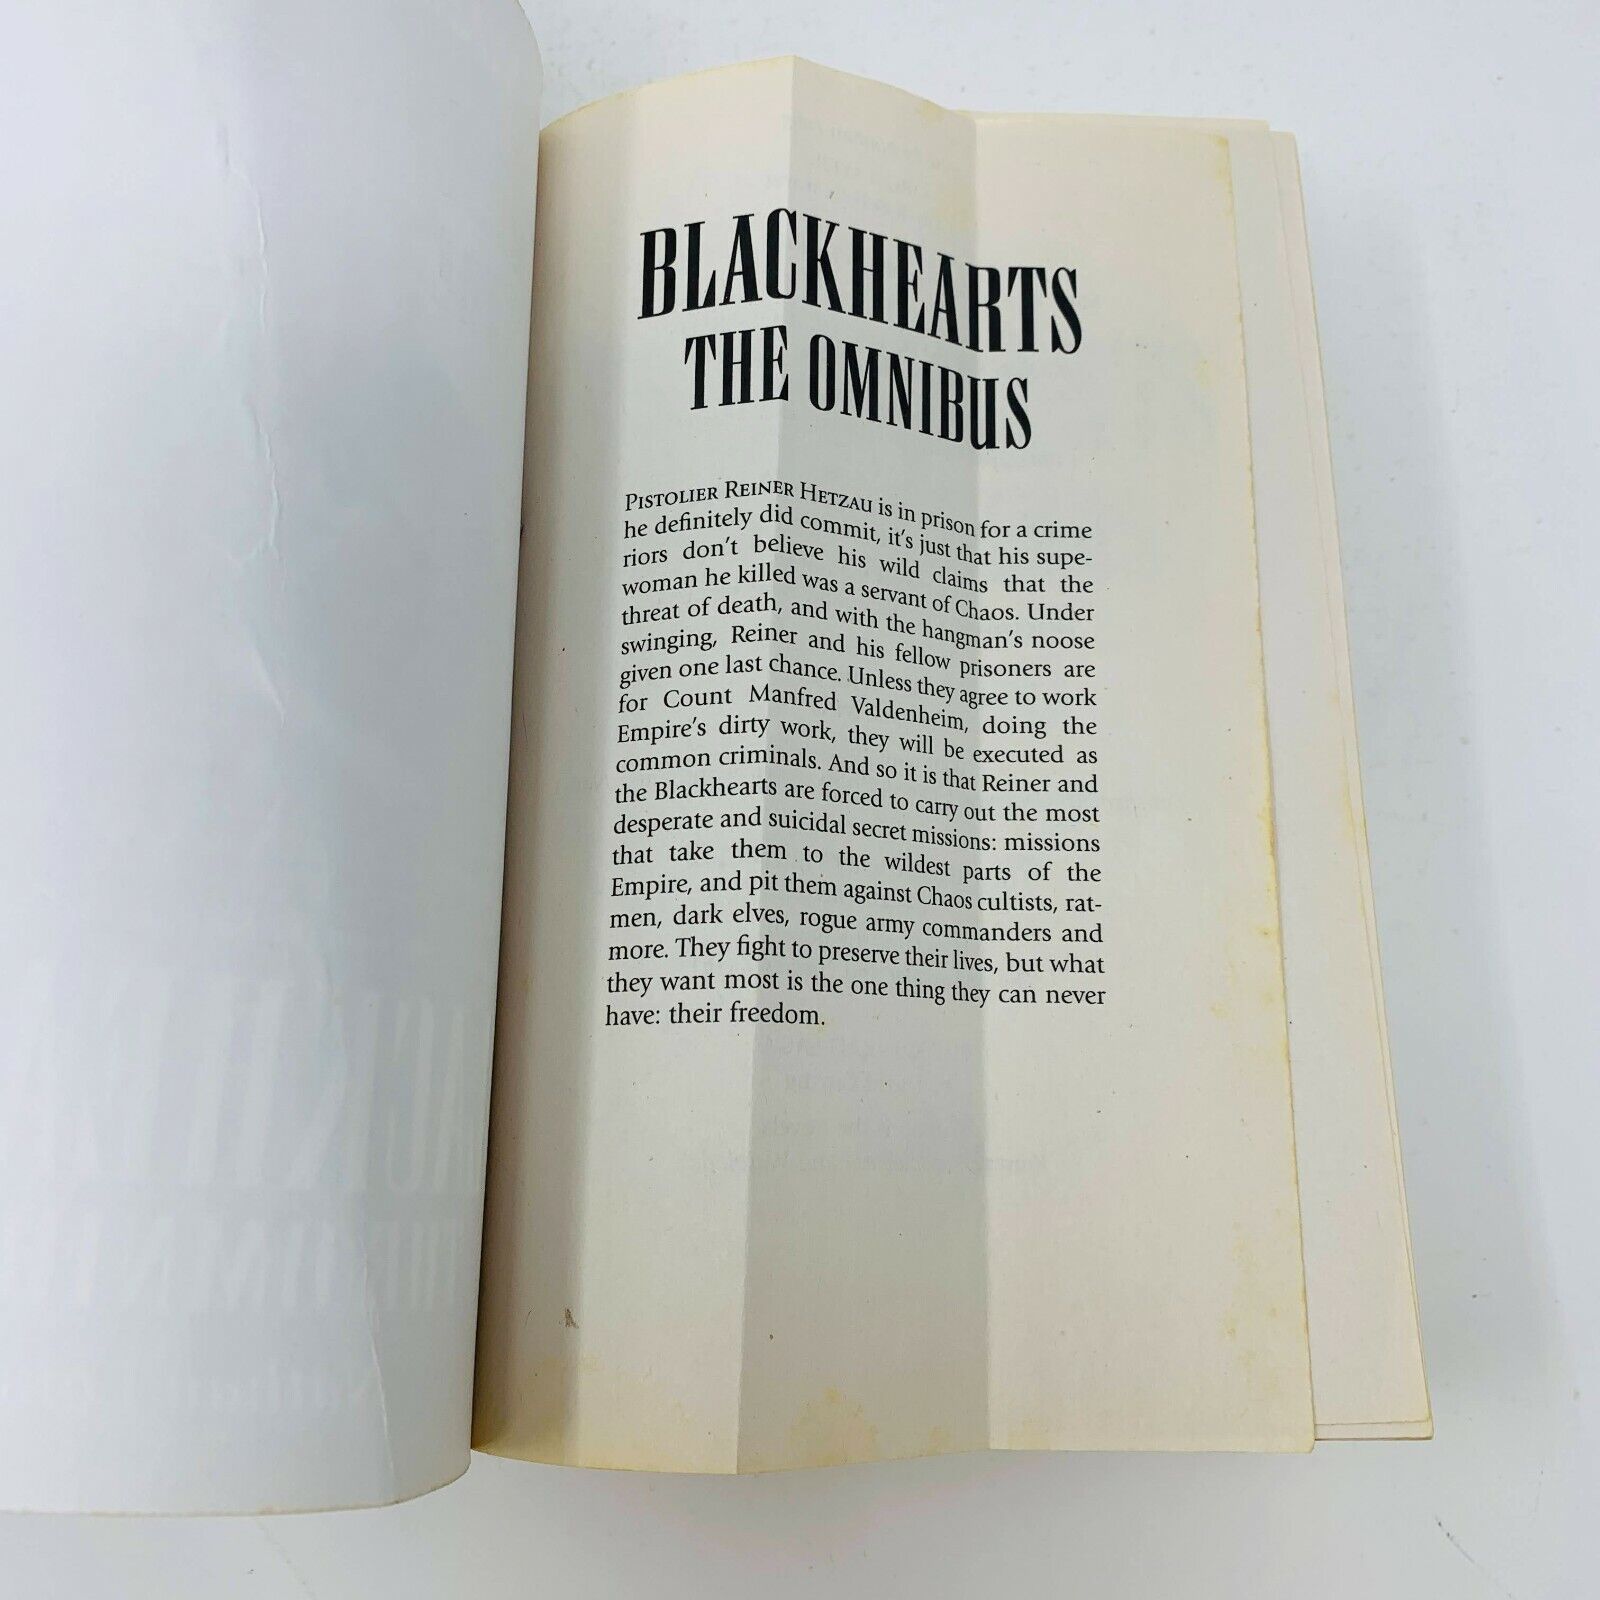 BLACKHEARTS
THE OMNIBUS
PISTOLIER REINER HETZAU is in prison for a crime
he definitely did commit, it's just that his supe-
riors don't believe his wild claims that the
woman he killed was a servant of Chaos. Under
threat of death, and with the hangman's noose
swinging, Reiner and his fellow prisoners are
given one last chance. Unless they agree to work
for Count Manfred Valdenheim, doing the
Empire's dirty work, they will be executed as
common criminals. And so it is that Reiner and
the Blackhearts are forced to carry out the most
desperate and suicidal secret missions: missions
that take them to the wildest parts of the
Empire, and pit them against Chaos cultists, rat-
men, dark elves, rogue army commanders and
more. They fight to preserve their lives, but what
they want most is the one thing they can never
have: their freedom.